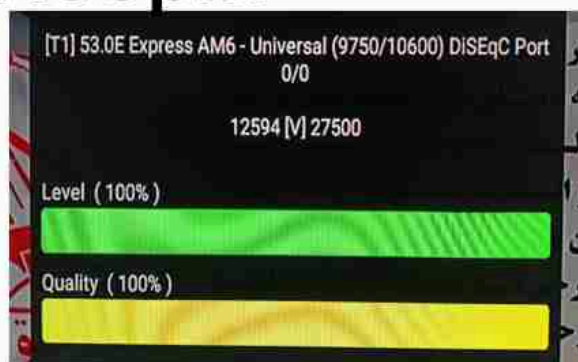 [T1] 53.0E Express AM6 - Universal (9750/10600) DiSEqC Port
0/0
12594 [V] 27500
Level ( 100% )
Quality ( 100% )